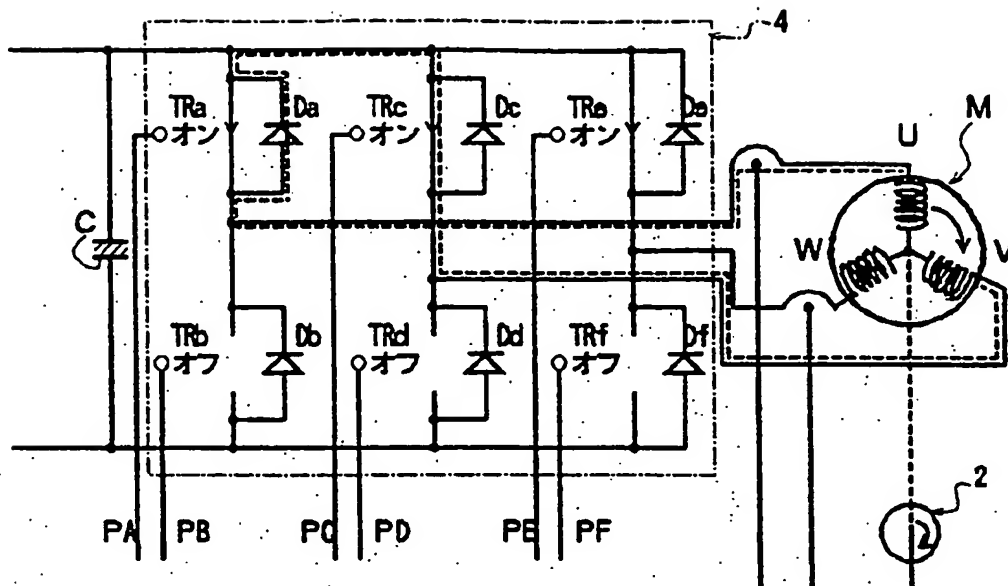 4
TRa Da TRc Dc TRe De
オン オン オン
M
U
C
W V
TRb Db TRd Dd TRf Df
オフ オフ オフ
2
PA PB PC PD PE PF